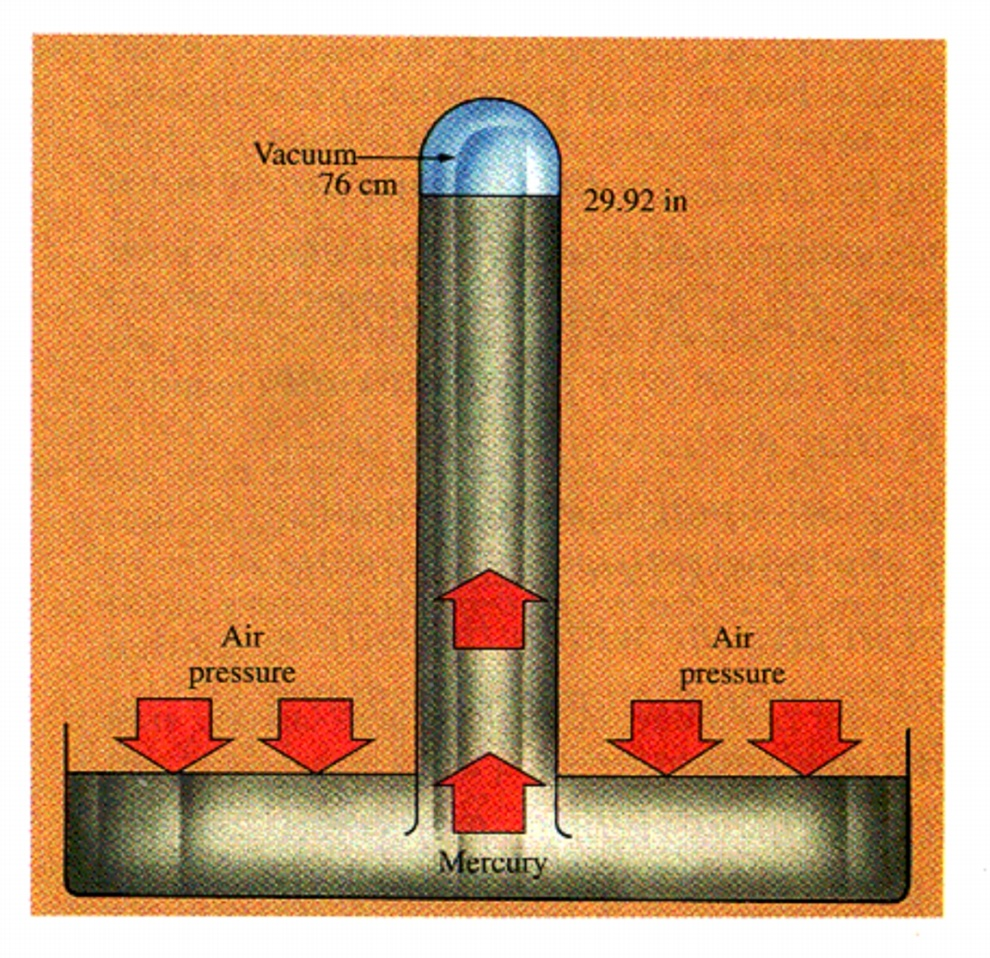 Vacuum
76 cm
29.92 in
Air
pressure
Air
pressure
Mercury